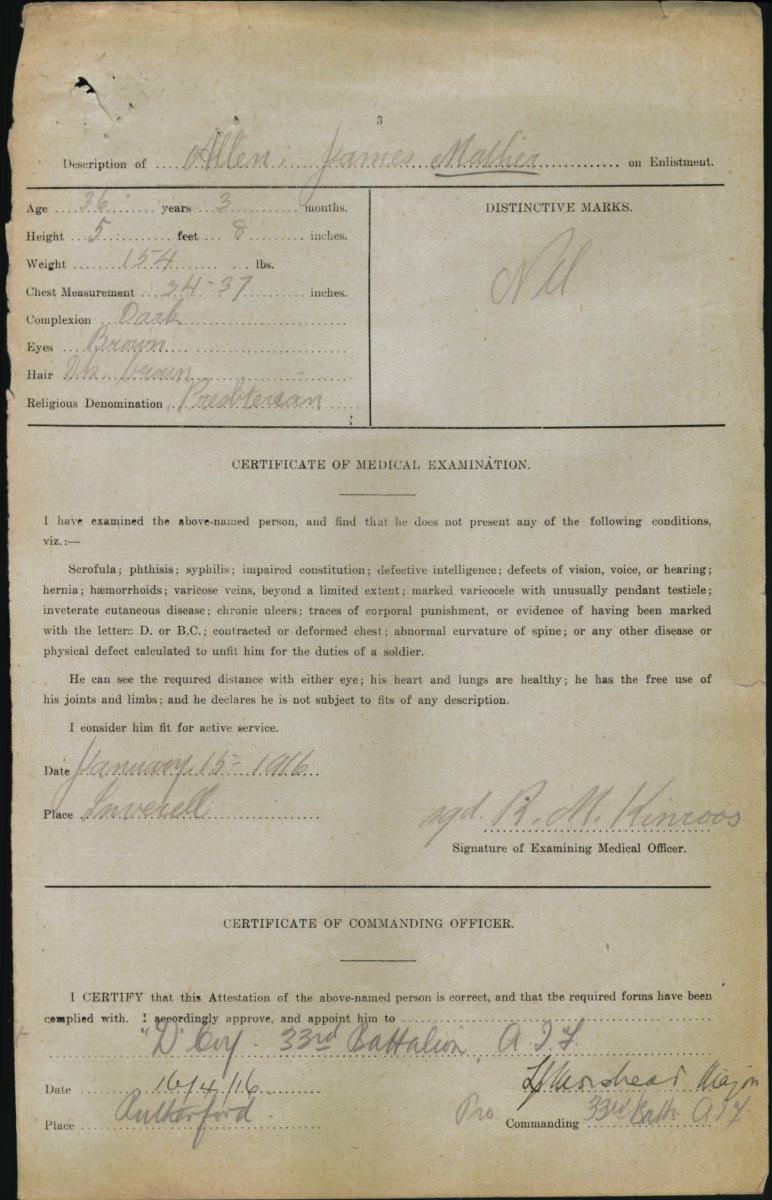 3
Description of Allen James Mather on Enlistment.
Age 36 years 3 months.
Height 5 feet 8 inches.
Weight 154 lbs.
Chest Measurement 34-37 inches.
Complexion Dark
Eyes Brown
Hair Dk. brown
Religious Denomination Presbterian
DISTINCTIVE MARKS.
Nil
CERTIFICATE OF MEDICAL EXAMINATION.
I have examined the above-named person, and find that he does not present any of the following conditions,
viz.:—
Scrofula; phthisis; syphilis; impaired constitution; defective intelligence; defects of vision, voice, or hearing;
hernia; hæmorrhoids; varicose veins, beyond a limited extent; marked varicocele with unusually pendant testicle;
inveterate cutaneous disease; chronic ulcers; traces of corporal punishment, or evidence of having been marked
with the letters D. or B.C.; contracted or deformed chest; abnormal curvature of spine; or any other disease or
physical defect calculated to unfit him for the duties of a soldier.
He can see the required distance with either eye; his heart and lungs are healthy; he has the free use of
his joints and limbs; and he declares he is not subject to fits of any description.
I consider him fit for active service.
Date January 15- 1916
Place Inverell
sgd. R. M. Kinroos
Signature of Examining Medical Officer.
CERTIFICATE OF COMMANDING OFFICER.
I CERTIFY that this Attestation of the above-named person is correct, and that the required forms have been
complied with. I accordingly approve, and appoint him to
"D" Coy - 33rd Battalion, A I F
Date 16/4/16
LJ Morshead Major
Place Rutherford
Pro Commanding 33rd Battn A I F